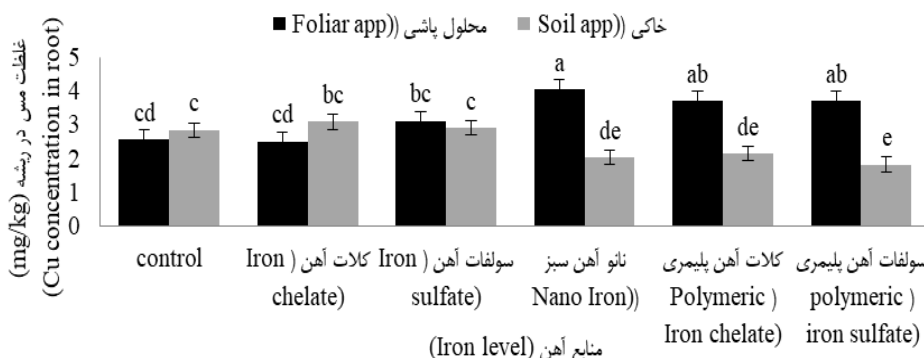 محلول پاشی ((Foliar app خاکی ((Soil app
غلظت مس در ریشه (mg/kg)
(Cu concentration in root)
5
4
3
2
1
0
cd c cd bc bc c a de ab de ab e
control
کلات آهن ( Iron
chelate)
سولفات آهن ( Iron
sulfate)
نانو آهن سبز
Nano Iron))
کلات آهن پلیمری
Polymeric )
Iron chelate)
سولفات آهن پلیمری
polymeric )
iron sulfate)
منابع آهن (Iron level)